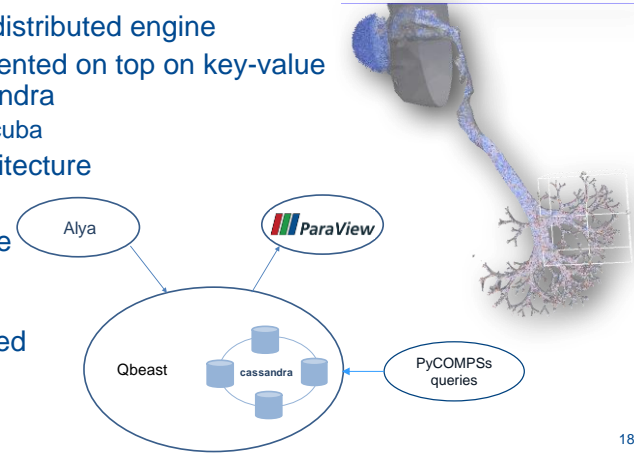 distributed engine
ented on top on key-value
ndra
cuba
itecture
Alya
ParaView
e
ed
Qbeast
cassandra
PyCOMPSs
queries
18